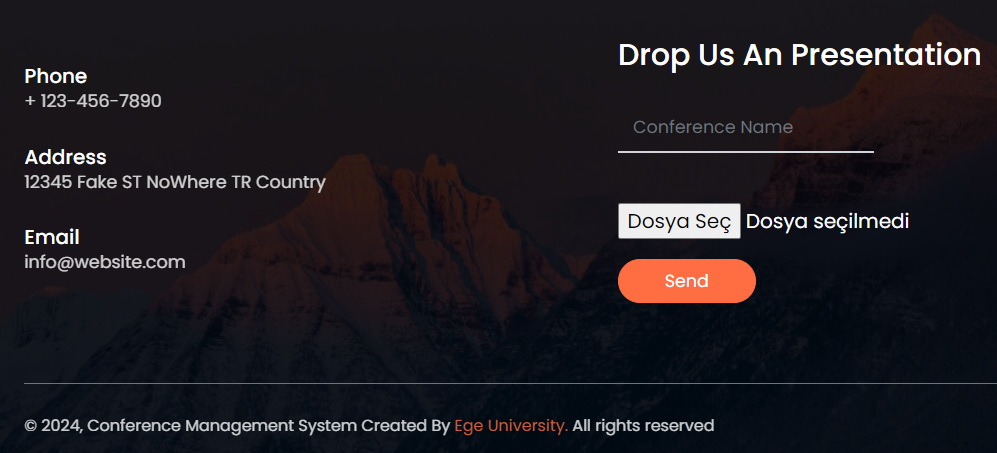 Phone
+ 123-456-7890
Address
12345 Fake ST NoWhere TR Country
Email
info@website.com
Drop Us An Presentation
Conference Name
Dosya Seç Dosya seçilmedi
Send
© 2024, Conference Management System Created By Ege University. All rights reserved